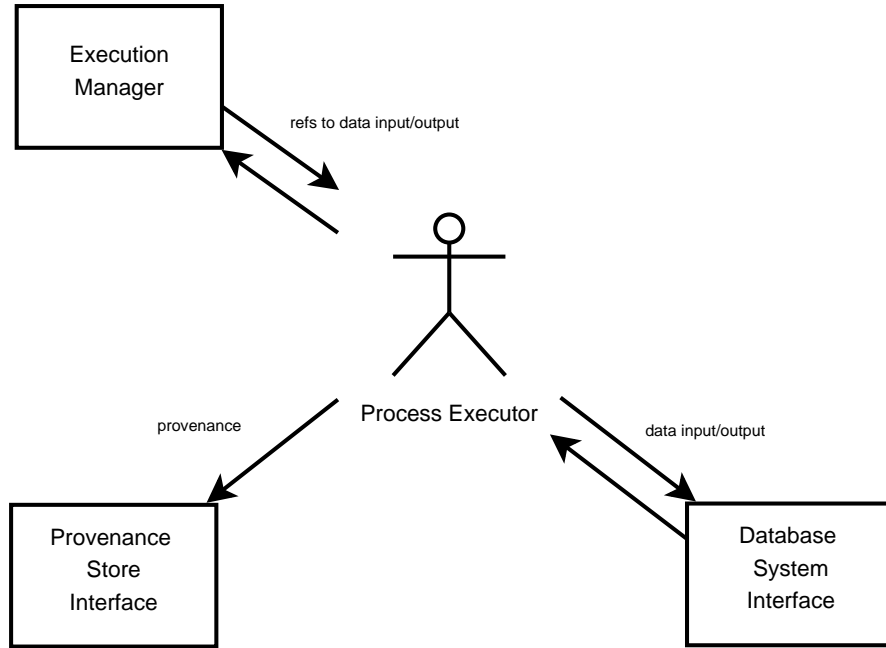 Execution
Manager
refs to data input/output
Process Executor
provenance
data input/output
Provenance
Store
Interface
Database
System
Interface